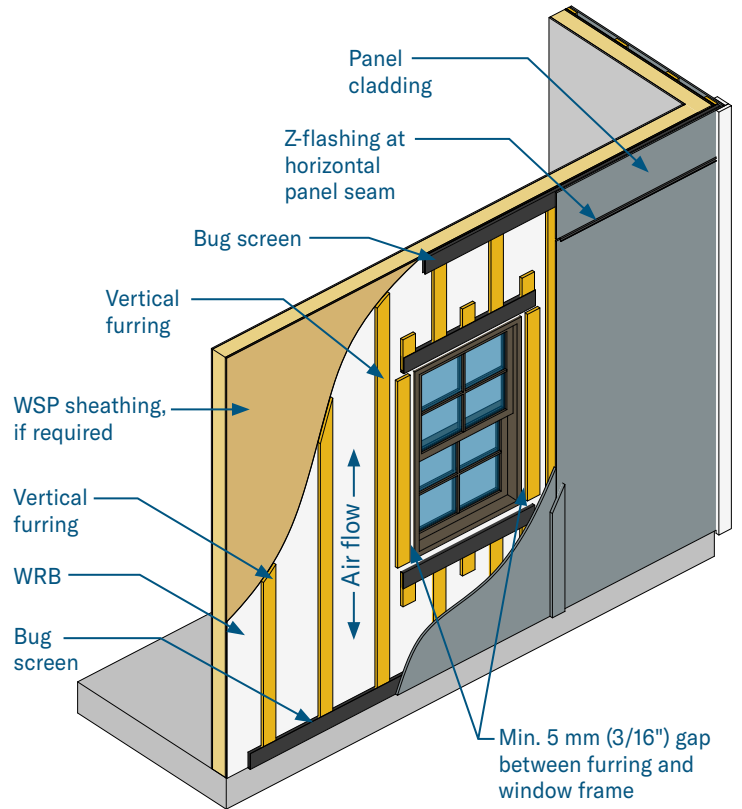 Panel
cladding
Z-flashing at
horizontal
panel seam
Bug screen
Vertical
furring
WSP sheathing,
if required
Vertical
furring
WRB
Bug
screen
Air flow
Min. 5 mm (3/16") gap
between furring and
window frame